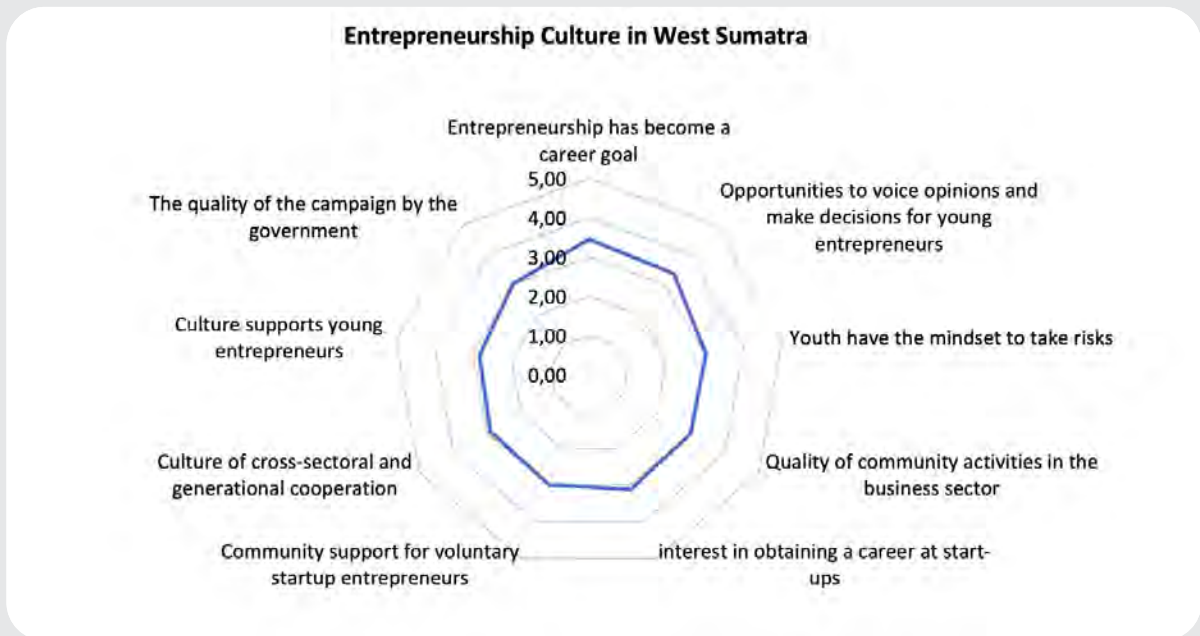 Entrepreneurship Culture in West Sumatra
Entrepreneurship has become a
career goal
5,00
4,00
3,00
2,00
1,00
0,00
Opportunities to voice opinions and
make decisions for young
entrepreneurs
Youth have the mindset to take risks
Quality of community activities in the
business sector
interest in obtaining a career at start-
ups
Community support for voluntary
startup entrepreneurs
Culture of cross-sectoral and
generational cooperation
Culture supports young
entrepreneurs
The quality of the campaign by the
government